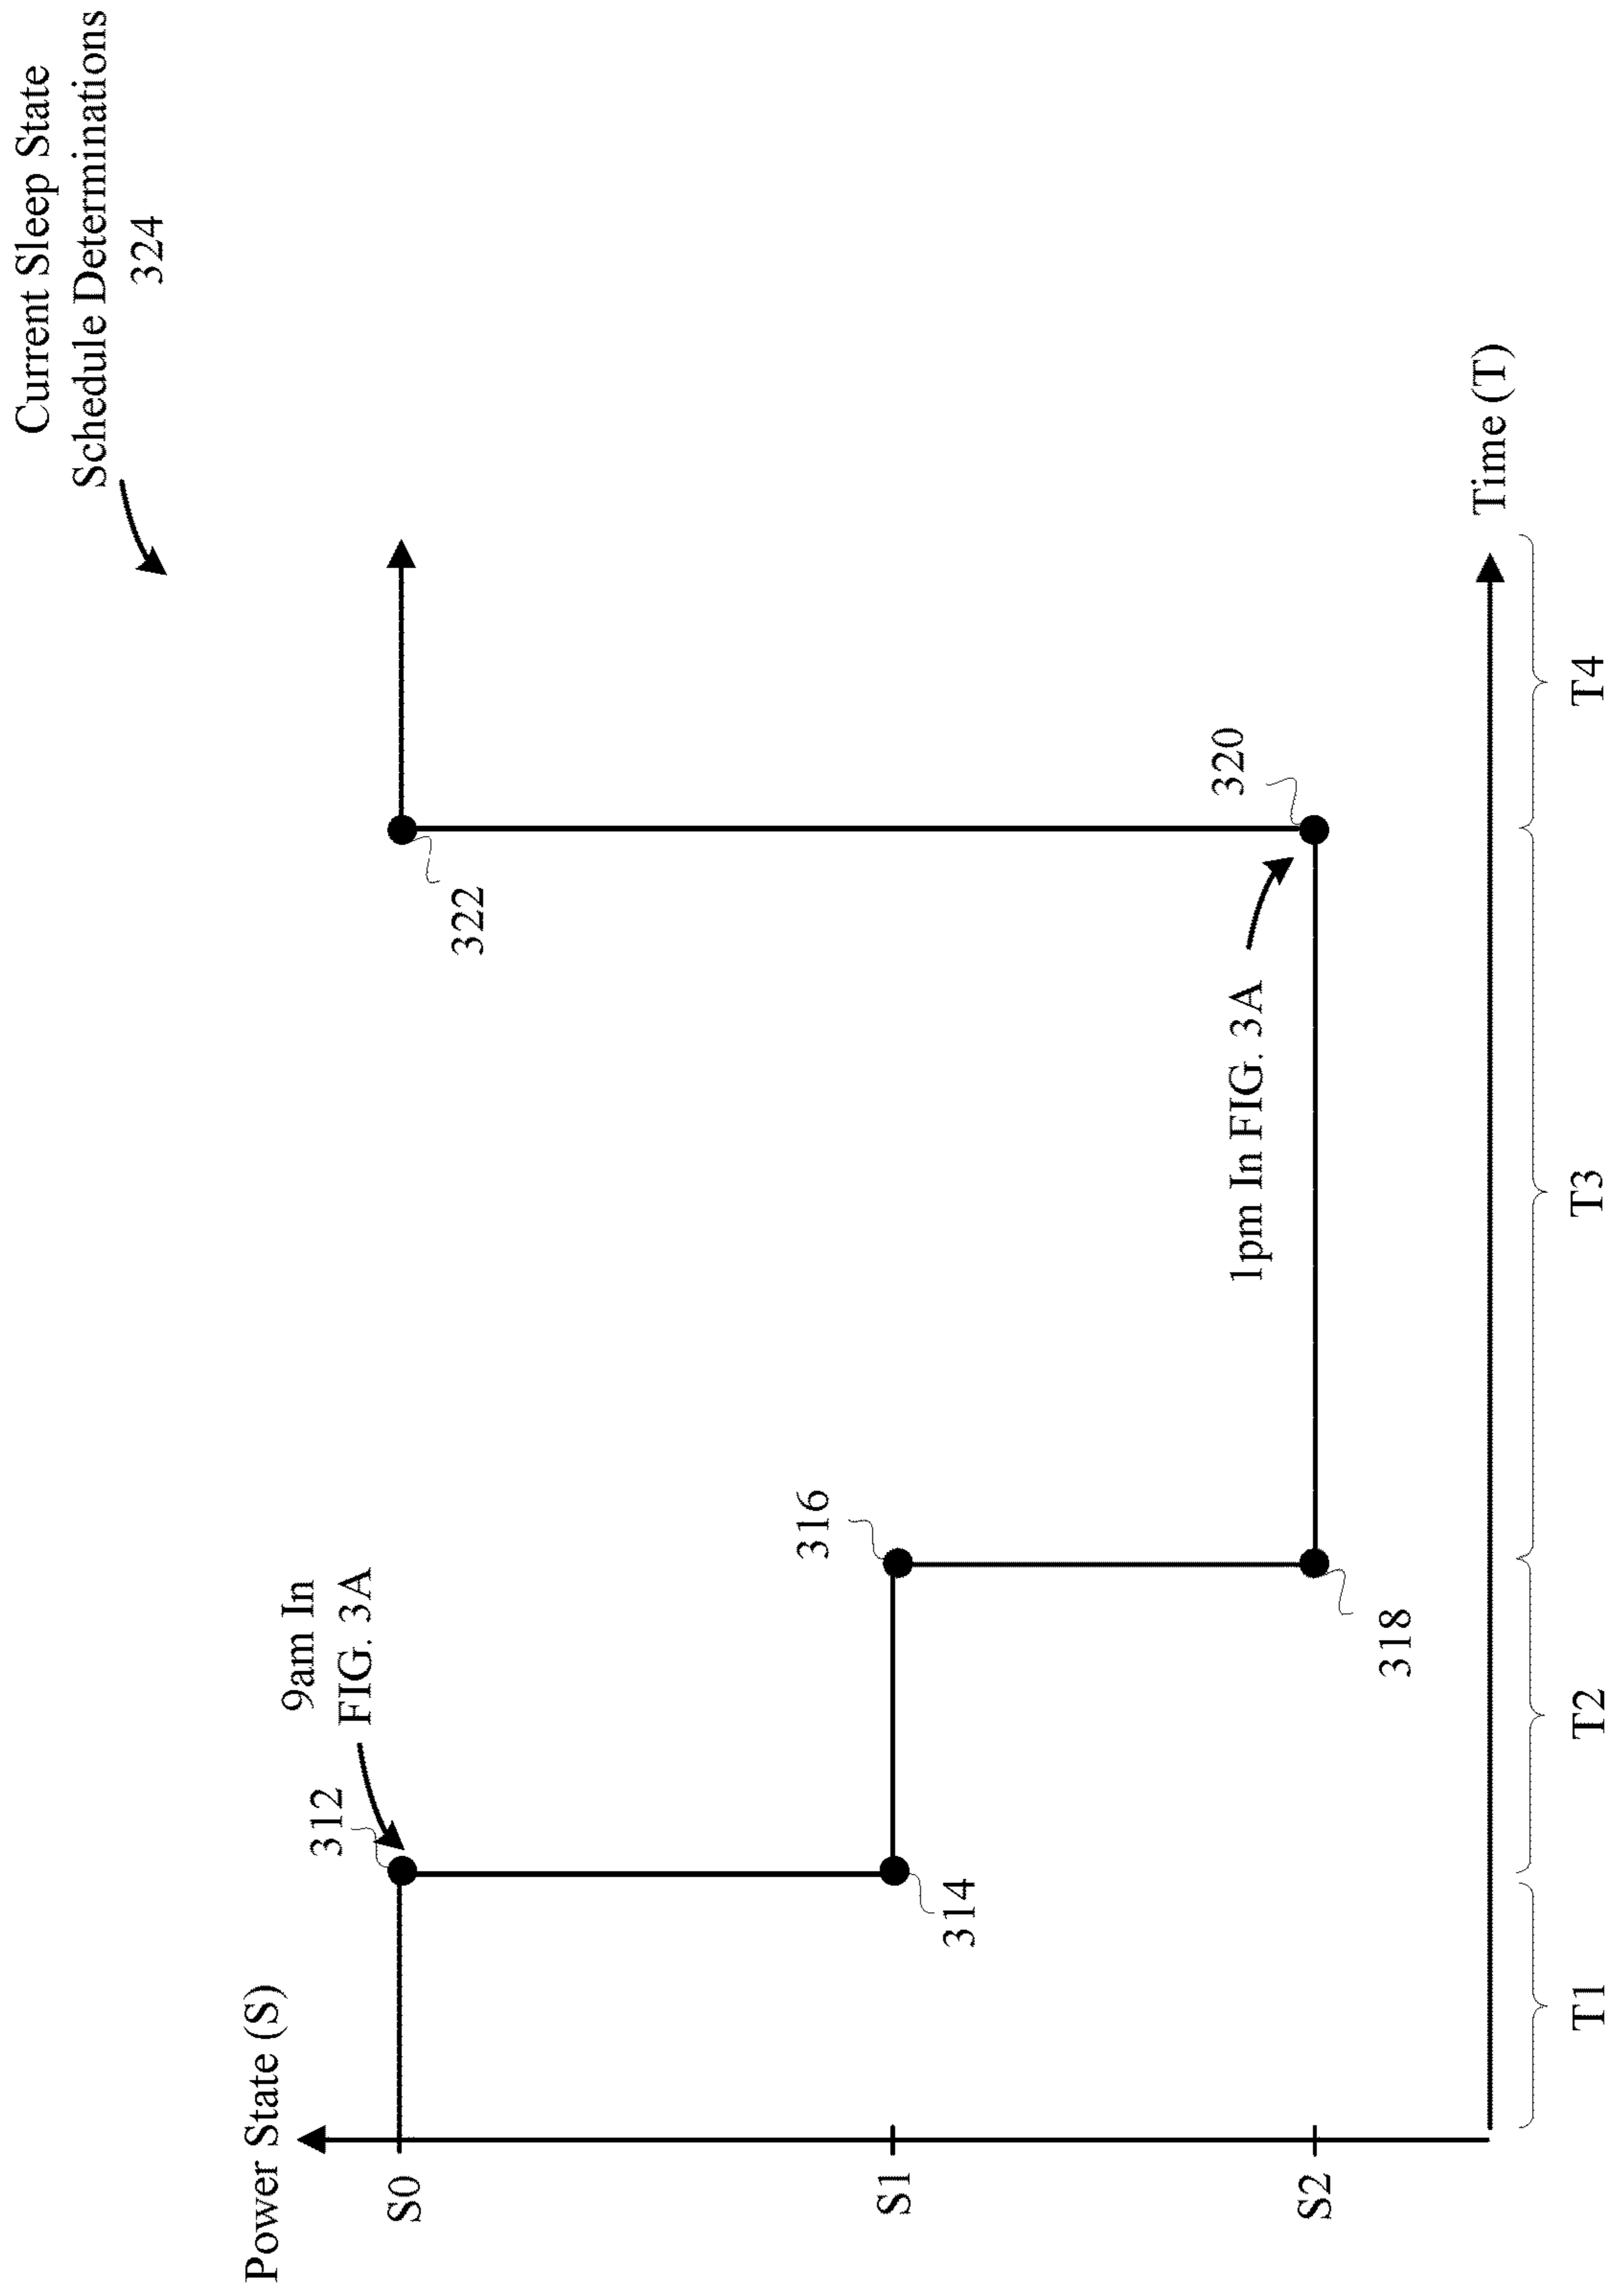 Current Sleep State
Schedule Determinations
324
Power State (S)
9am In
FIG. 3A
312
322
S0
316
S1
314
320
1pm In FIG. 3A
S2
318
Time (T)
T1
T2
T3
T4